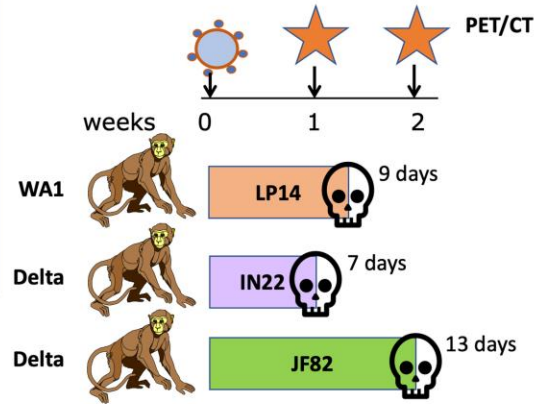 PET/CT
weeks 0 1 2
WA1 LP14 9 days
Delta IN22 7 days
Delta JF82 13 days